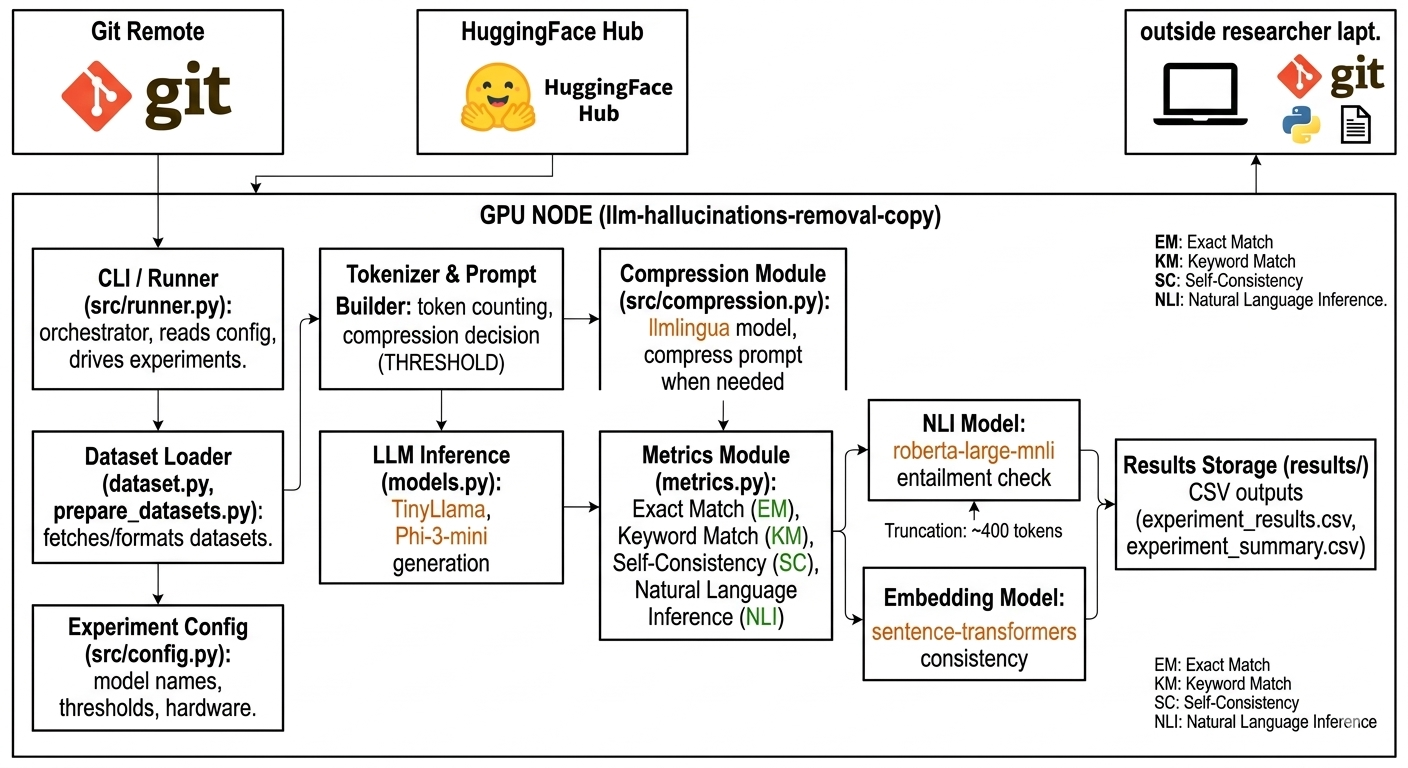 Git Remote
git
HuggingFace Hub
HuggingFace
Hub
outside researcher lapt.
git
GPU NODE (llm-hallucinations-removal-copy)
EM: Exact Match
KM: Keyword Match
SC: Self-Consistency
NLI: Natural Language Inference.
CLI / Runner
(src/runner.py):
orchestrator, reads config,
drives experiments.
Tokenizer & Prompt
Builder: token counting,
compression decision
(THRESHOLD)
Compression Module
(src/compression.py):
llmlingua model,
compress prompt
when needed
Dataset Loader
(dataset.py,
prepare_datasets.py):
fetches/formats datasets.
LLM Inference
(models.py):
TinyLlama,
Phi-3-mini
generation
Metrics Module
(metrics.py):
Exact Match (EM),
Keyword Match (KM),
Self-Consistency (SC),
Natural Language
Inference (NLI)
NLI Model:
roberta-large-mnli
entailment check
Truncation: ~400 tokens
Embedding Model:
sentence-transformers
consistency
Results Storage (results/)
CSV outputs
(experiment_results.csv,
experiment_summary.csv)
Experiment Config
(src/config.py):
model names,
thresholds, hardware.
EM: Exact Match
KM: Keyword Match
SC: Self-Consistency
NLI: Natural Language Inference